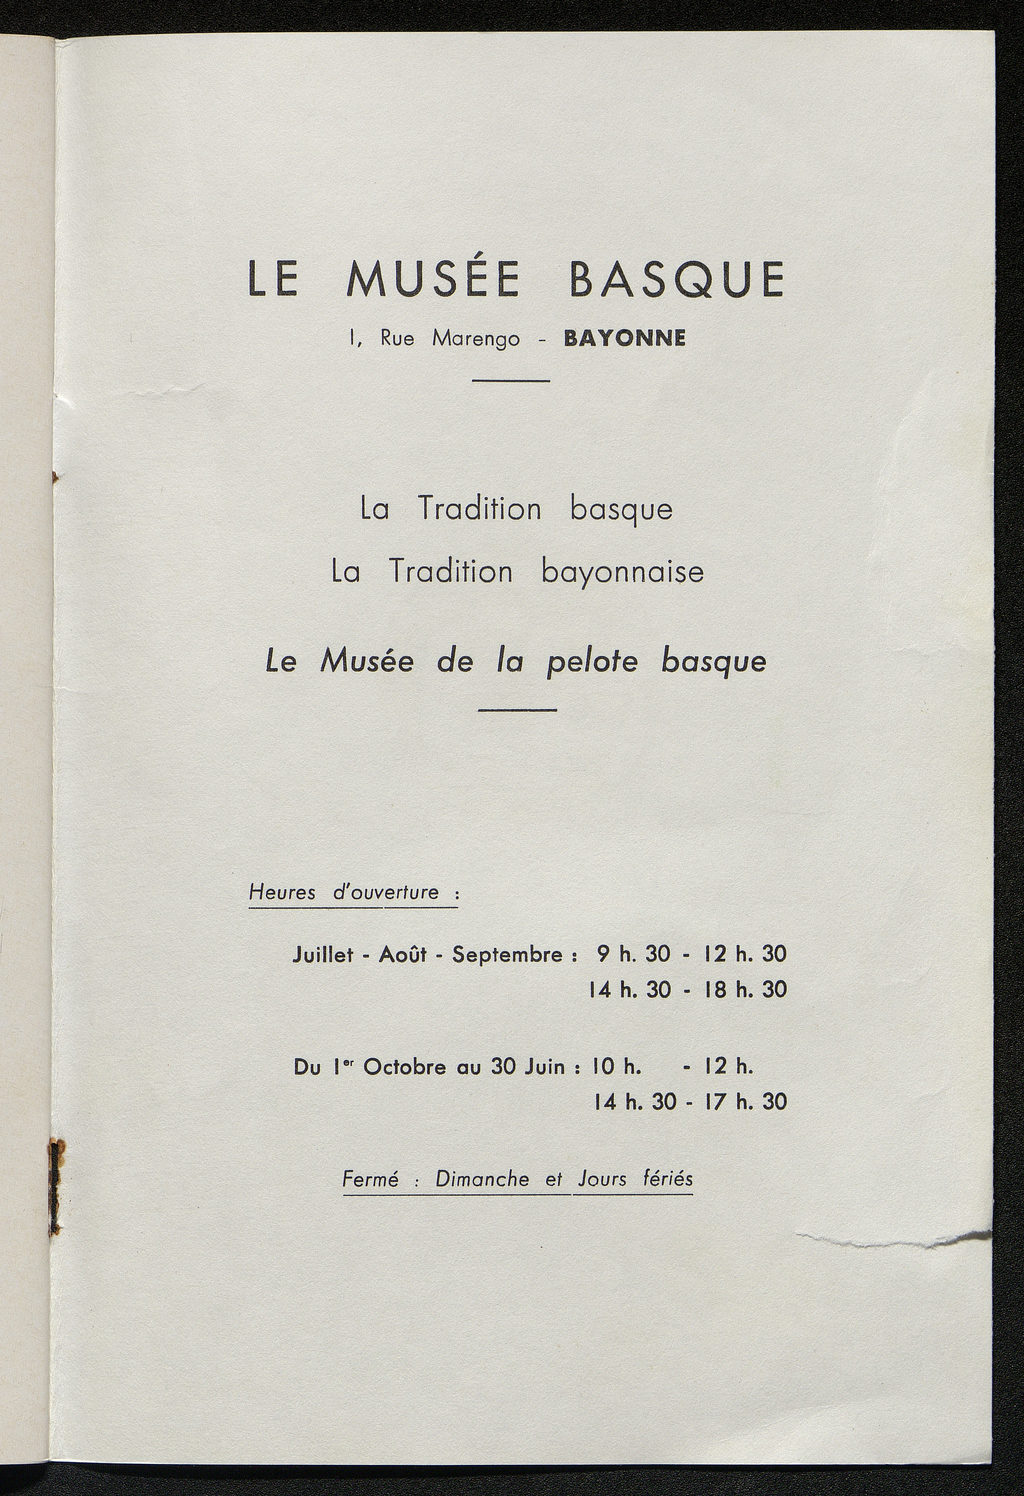 LE MUSÉE BASQUE
1, Rue Marengo - BAYONNE
La Tradition basque
La Tradition bayonnaise
Le Musée de la pelote basque
Heures d'ouverture :
Juillet - Août - Septembre : 9 h. 30 - 12 h. 30
14 h. 30 - 18 h. 30
Du 1er Octobre au 30 Juin : 10 h. - 12 h.
14 h. 30 - 17 h. 30
Fermé : Dimanche et Jours fériés